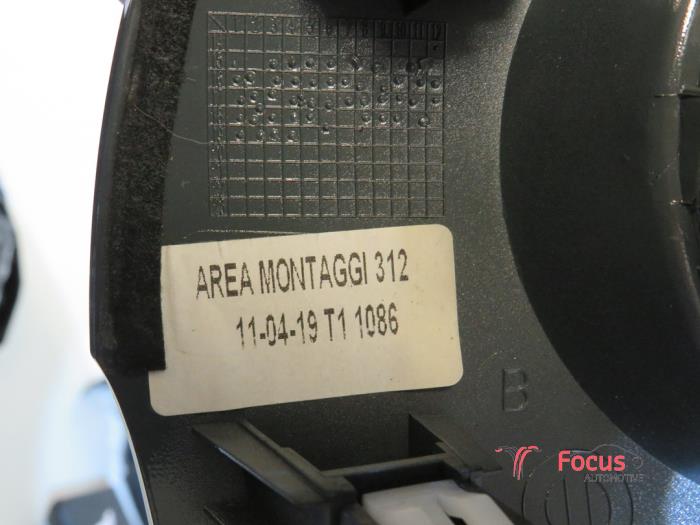 AREA MONTAGGI 312
11-04-19 T1 1086
B
Focus
AUTOMOTIVE